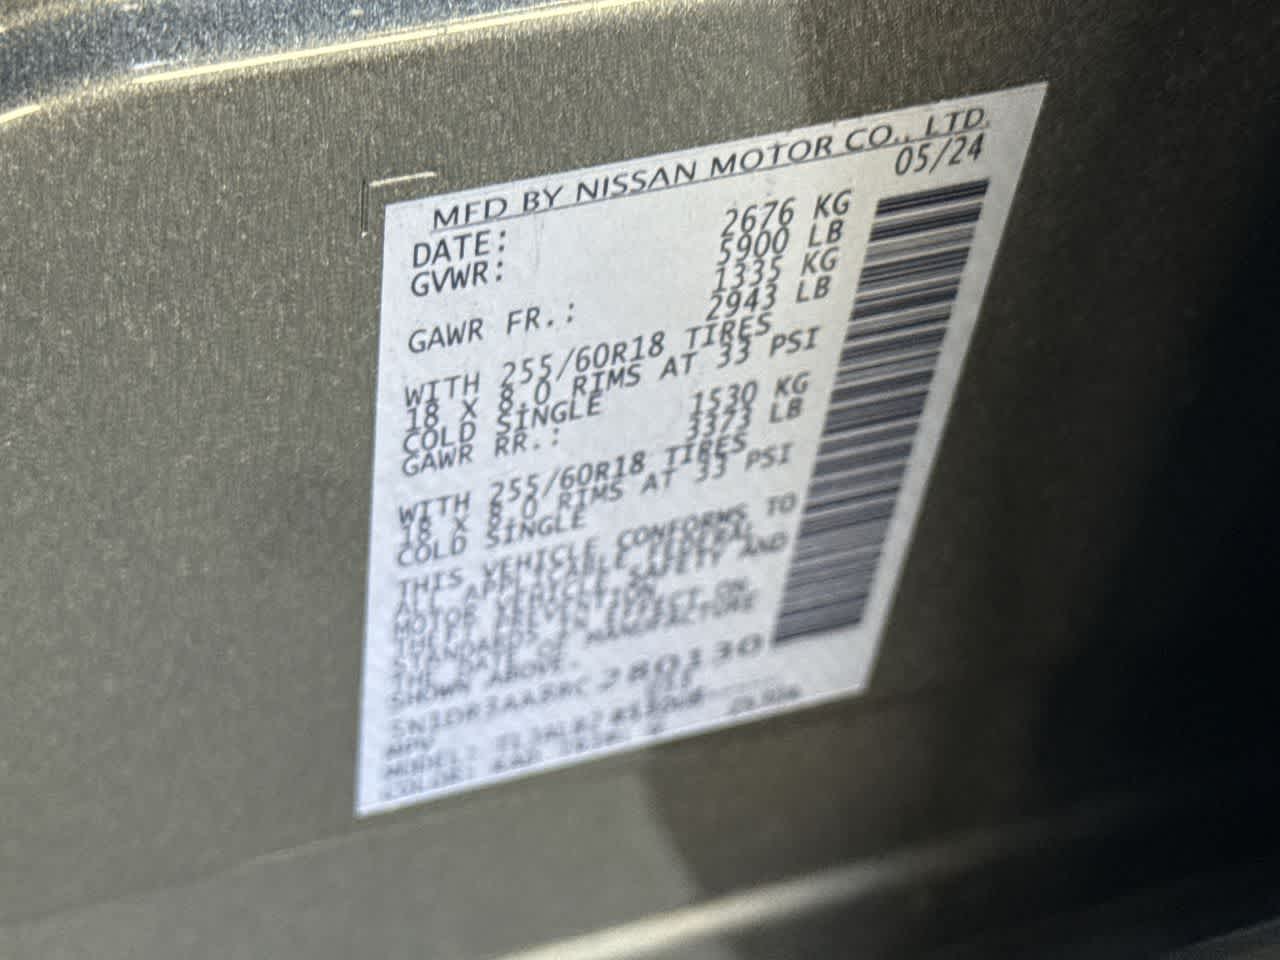 MFD BY NISSAN MOTOR CO., LTD.
DATE: 05/24
GVWR: 2676 KG
5900 LB
GAWR FR.: 1335 KG
2943 LB
WITH 255/60R18 TIRES
18 X 8.0 RIMS AT 33 PSI
COLD SINGLE
GAWR RR.: 1530 KG
3373 LB
WITH 255/60R18 TIRES
18 X 8.0 RIMS AT 33 PSI
COLD SINGLE
THIS VEHICLE CONFORMS TO
ALL APPLICABLE FEDERAL
MOTOR VEHICLE SAFETY AND
THEFT PREVENTION
STANDARDS IN EFFECT ON
THE DATE OF MANUFACTURE
SHOWN ABOVE.
280130
MPV
MODEL:
COLOR: